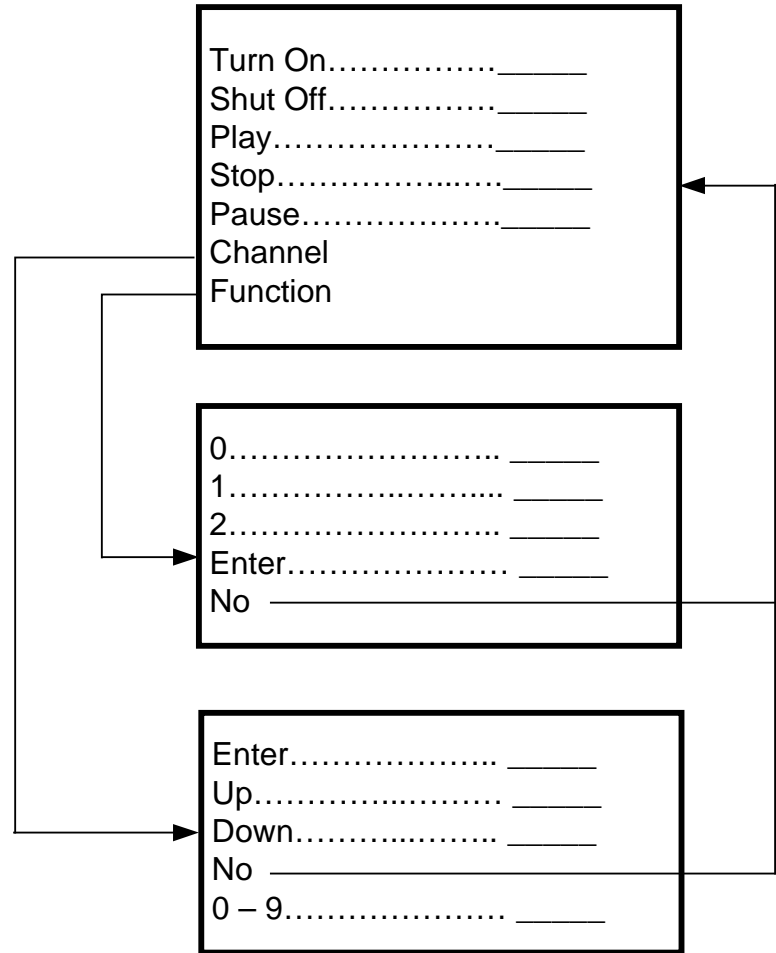 Turn On……………._____
Shut Off……………._____
Play…………………_____
Stop……………...….._____
Pause……………….._____
Channel
Function
0…………………….. _____
1……………..……..... _____
2…………………….. _____
Enter………………… _____
No
Enter……………….. _____
Up…………...……… _____
Down………...…….. _____
No
0 – 9………………… _____